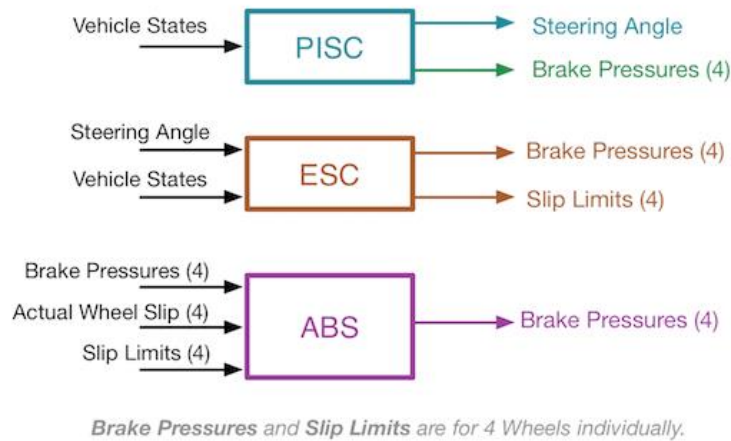 Vehicle States
PISC
Steering Angle
Brake Pressures (4)
Steering Angle
Vehicle States
ESC
Brake Pressures (4)
Slip Limits (4)
Brake Pressures (4)
Actual Wheel Slip (4)
Slip Limits (4)
ABS
Brake Pressures (4)
Brake Pressures and Slip Limits are for 4 Wheels individually.